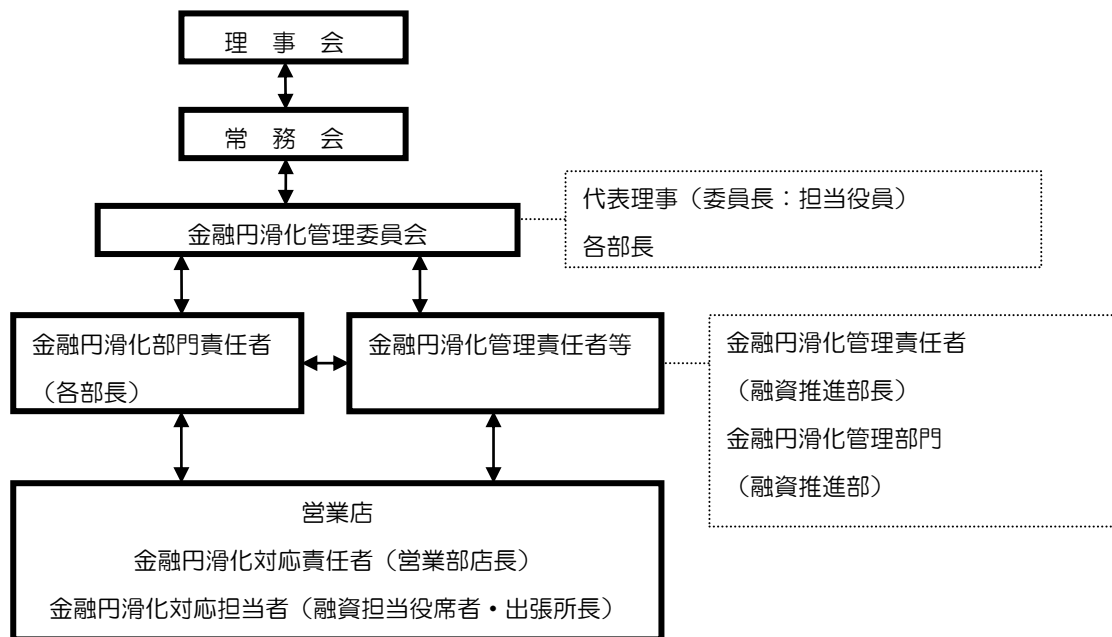 理　事　会
常　務　会
代表理事（委員長：担当役員）
各部長
金融円滑化管理委員会
金融円滑化部門責任者
（各部長）
金融円滑化管理責任者等
金融円滑化管理責任者
（融資推進部長）
金融円滑化管理部門
（融資推進部）
営業店
金融円滑化対応責任者（営業部店長）
金融円滑化対応担当者（融資担当役席者・出張所長）